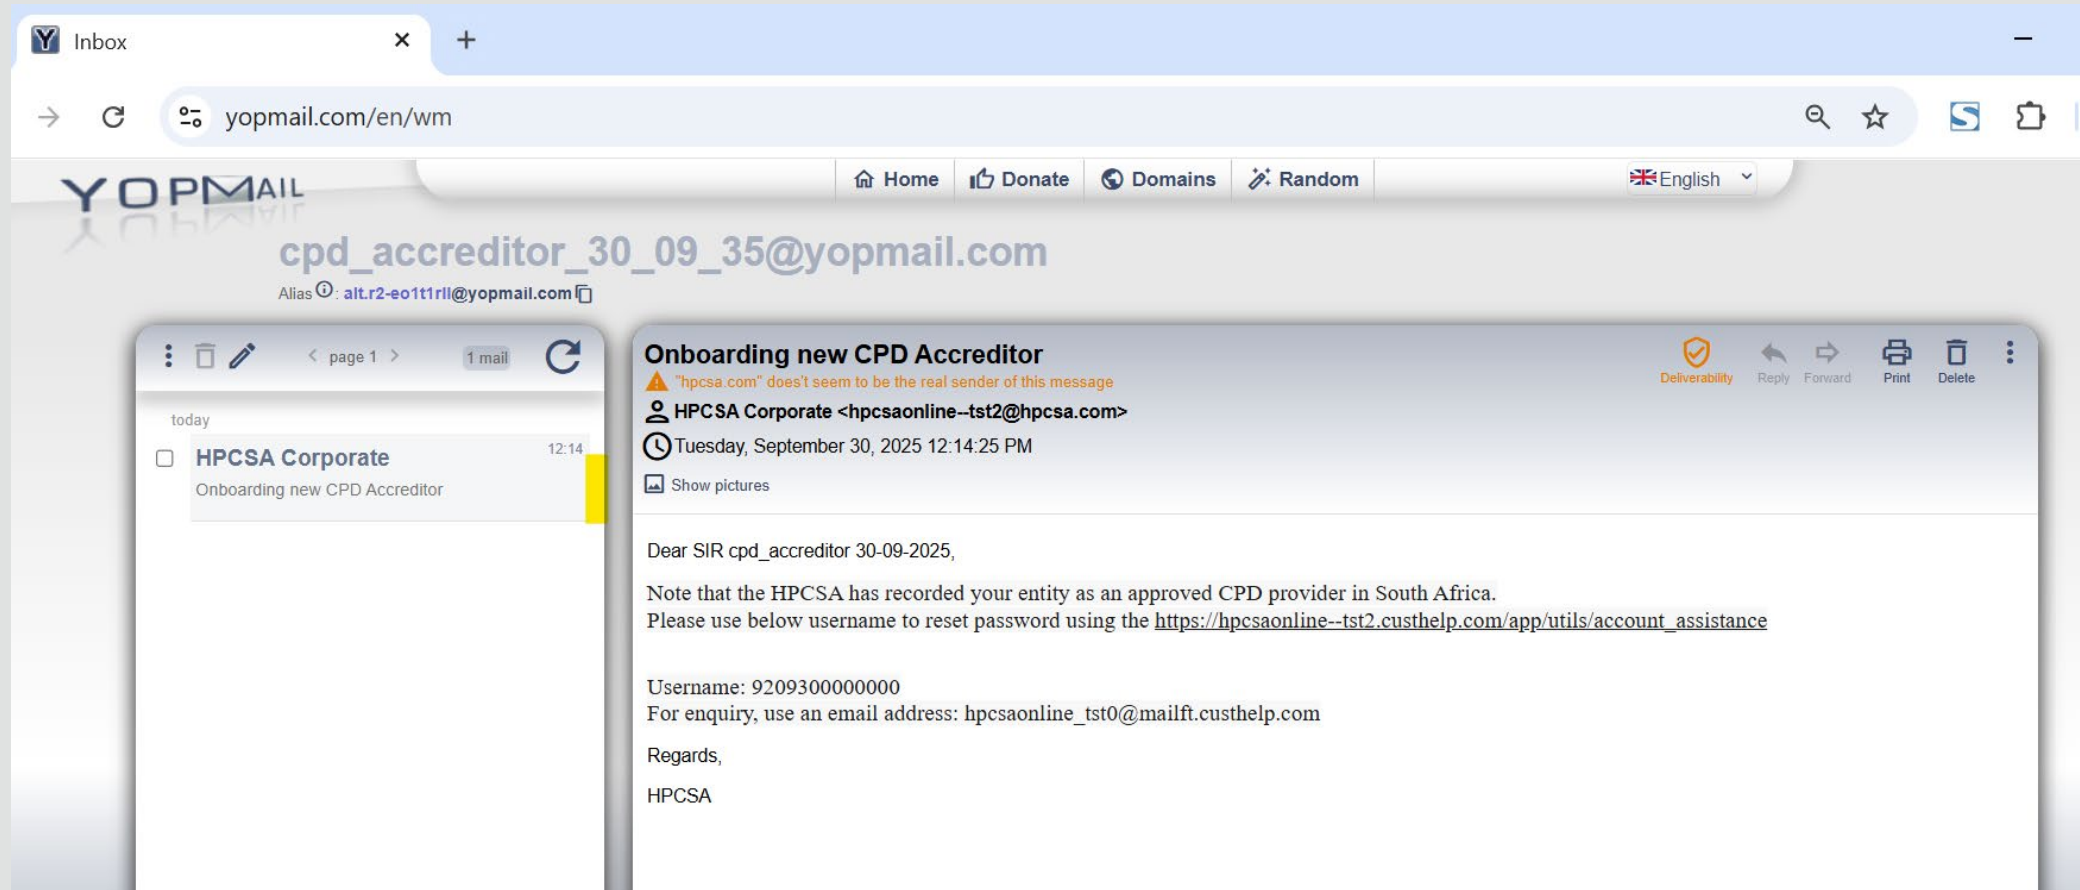 Inbox
yopmail.com/en/wm
YOPMAIL
Home Donate Domains Random English
cpd_accreditor_30_09_35@yopmail.com
Alias : alt.r2-eo1t1rll@yopmail.com
page 1 1 mail
today
HPCSA Corporate 12:14
Onboarding new CPD Accreditor
Onboarding new CPD Accreditor
"hpcsa.com" does't seem to be the real sender of this message
HPCSA Corporate <hpcsaonline--tst2@hpcsa.com>
Tuesday, September 30, 2025 12:14:25 PM
Show pictures
Deliverability Reply Forward Print Delete
Dear SIR cpd_accreditor 30-09-2025,
Note that the HPCSA has recorded your entity as an approved CPD provider in South Africa.
Please use below username to reset password using the https://hpcsaonline--tst2.custhelp.com/app/utils/account_assistance
Username: 9209300000000
For enquiry, use an email address: hpcsaonline_tst0@mailft.custhelp.com
Regards,
HPCSA